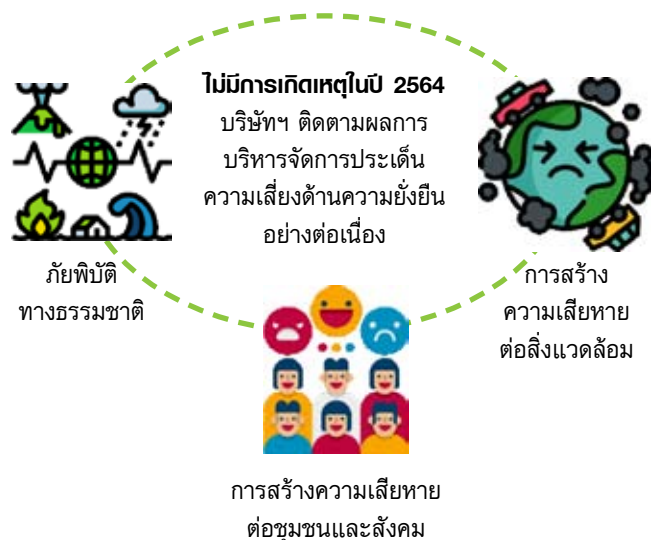 ไม่มีการเกิดเหตุในปี 2564
บริษัทฯ ติดตามผลการ
บริหารจัดการประเด็น
ความเสี่ยงด้านความยั่งยืน
อย่างต่อเนื่อง
ภัยพิบัติ
ทางธรรมชาติ
การสร้าง
ความเสียหาย
ต่อสิ่งแวดล้อม
การสร้างความเสียหาย
ต่อชุมชนและสังคม